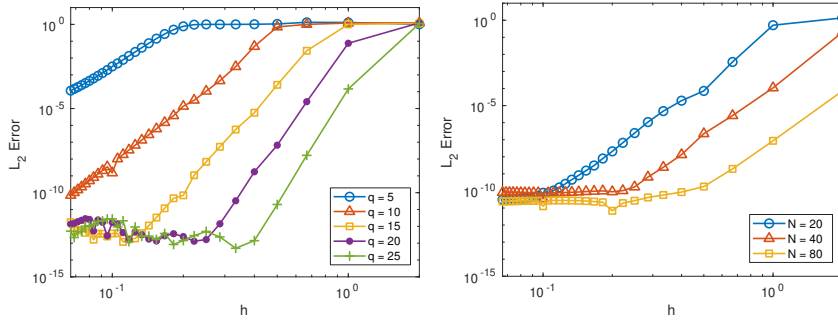 10^0
10^-5
10^-10
10^-15
L_2 Error
10^-1
10^0
h
q = 5
q = 10
q = 15
q = 20
q = 25
10^0
10^-5
10^-10
10^-15
L_2 Error
10^-1
10^0
h
N = 20
N = 40
N = 80